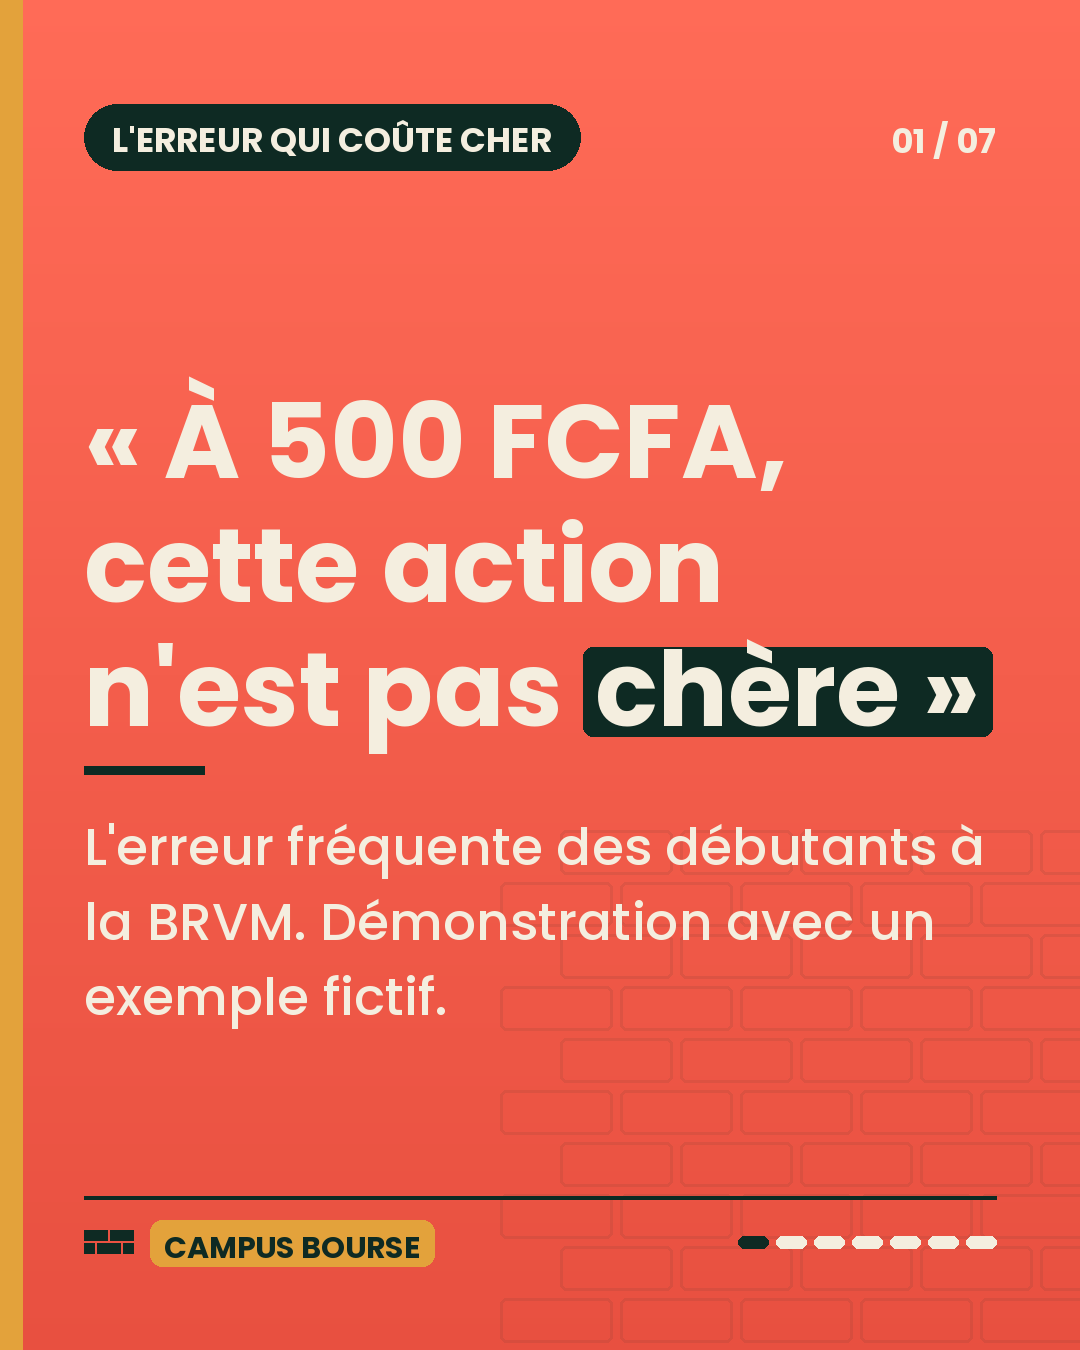 L'ERREUR QUI COÛTE CHER
01 / 07
« À 500 FCFA,
cette action
n'est pas chère »
L'erreur fréquente des débutants à
la BRVM. Démonstration avec un
exemple fictif.
CAMPUS BOURSE